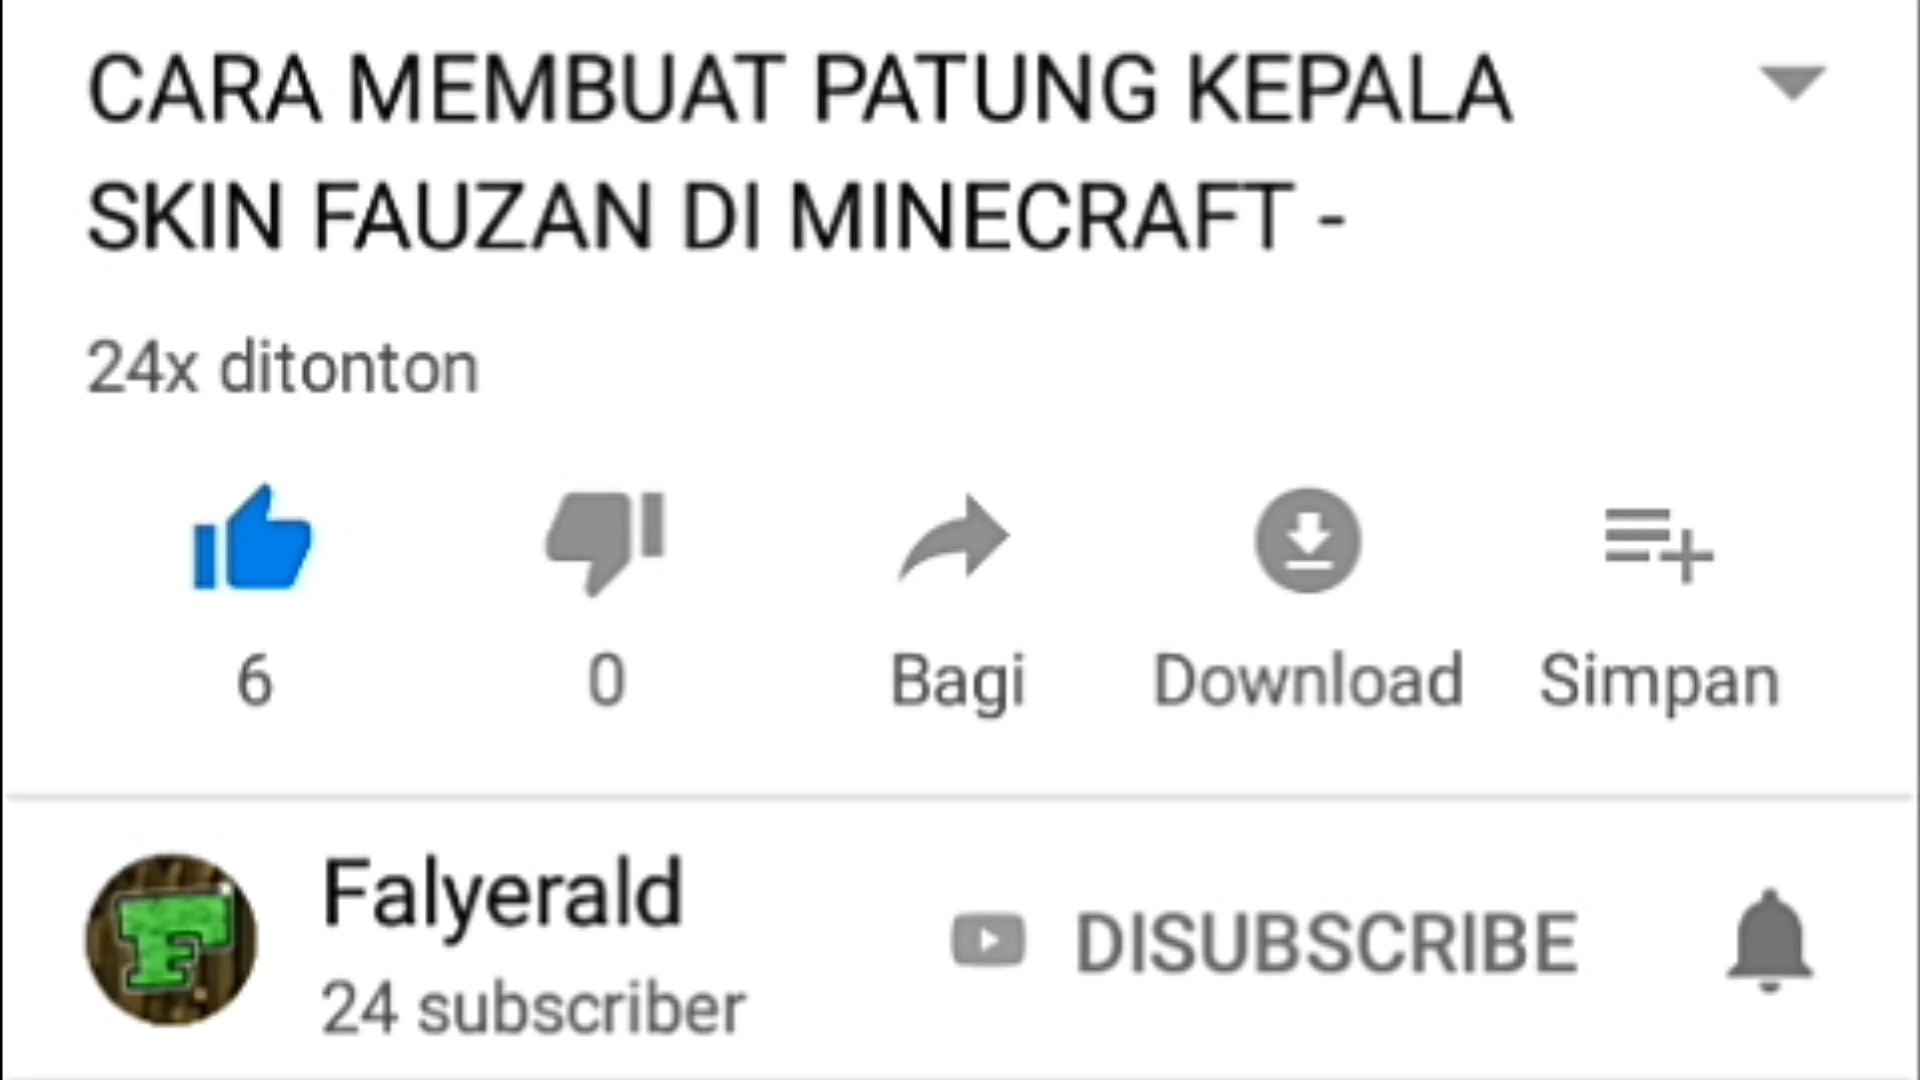 CARA MEMBUAT PATUNG KEPALA
SKIN FAUZAN DI MINECRAFT -
24x ditonton
6 0 Bagi Download Simpan
F
Falyerald
DISUBSCRIBE
24 subscriber